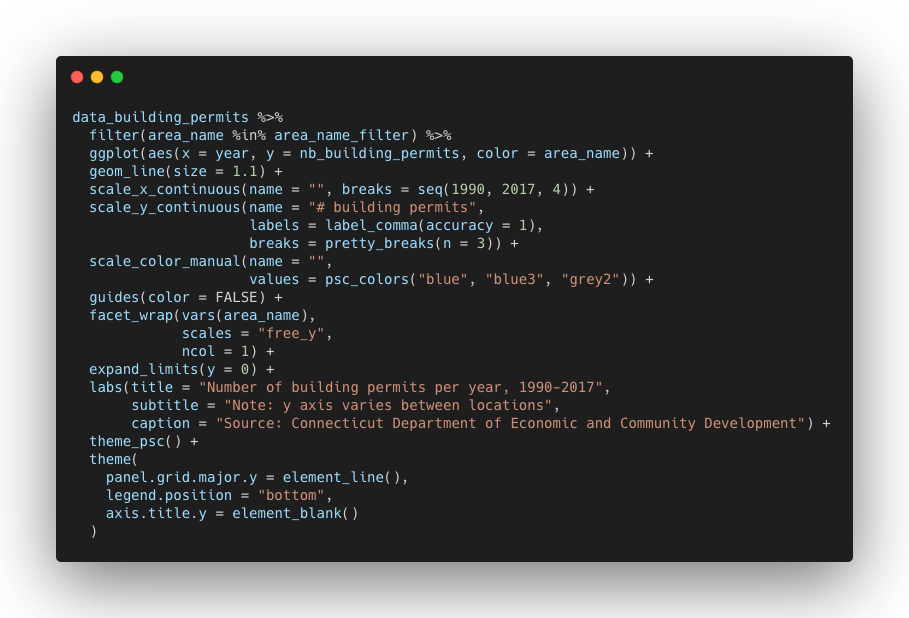 data_building_permits %>%
  filter(area_name %in% area_name_filter) %>%
  ggplot(aes(x = year, y = nb_building_permits, color = area_name)) +
  geom_line(size = 1.1) +
  scale_x_continuous(name = "", breaks = seq(1990, 2017, 4)) +
  scale_y_continuous(name = "# building permits",
                     labels = label_comma(accuracy = 1),
                     breaks = pretty_breaks(n = 3)) +
  scale_color_manual(name = "",
                     values = psc_colors("blue", "blue3", "grey2")) +
  guides(color = FALSE) +
  facet_wrap(vars(area_name),
             scales = "free_y",
             ncol = 1) +
  expand_limits(y = 0) +
  labs(title = "Number of building permits per year, 1990-2017",
       subtitle = "Note: y axis varies between locations",
       caption = "Source: Connecticut Department of Economic and Community Development") +
  theme_psc() +
  theme(
    panel.grid.major.y = element_line(),
    legend.position = "bottom",
    axis.title.y = element_blank()
  )